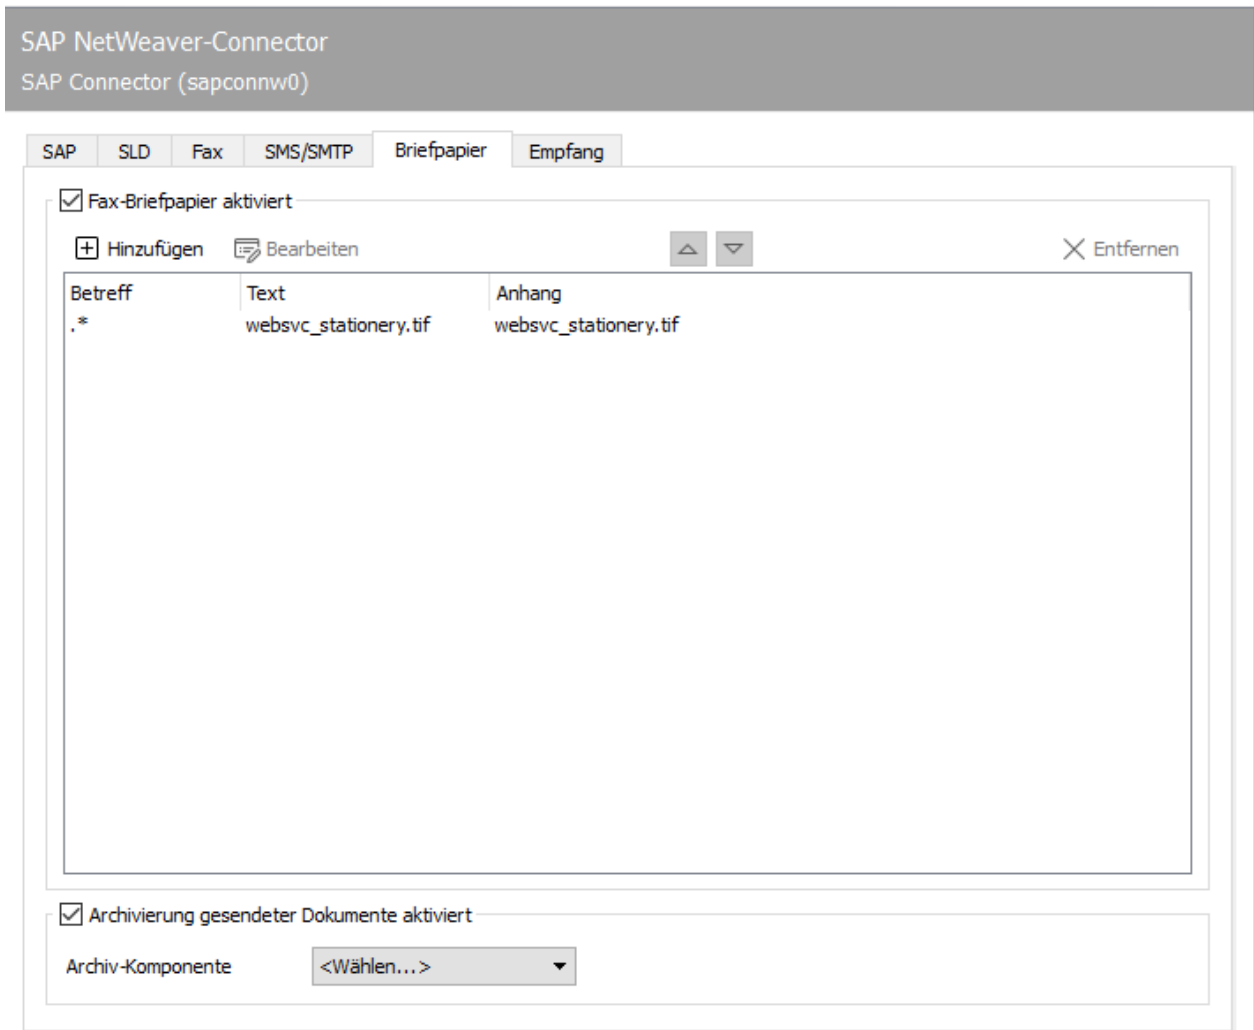 SAP NetWeaver-Connector
SAP Connector (sapconnw0)
SAP SLD Fax SMS/SMTP Briefpapier Empfang
Fax-Briefpapier aktiviert
Hinzufügen Bearbeiten Entfernen
Betreff Text Anhang
.* websvc_stationery.tif websvc_stationery.tif
Archivierung gesendeter Dokumente aktiviert
Archiv-Komponente <Wählen...>